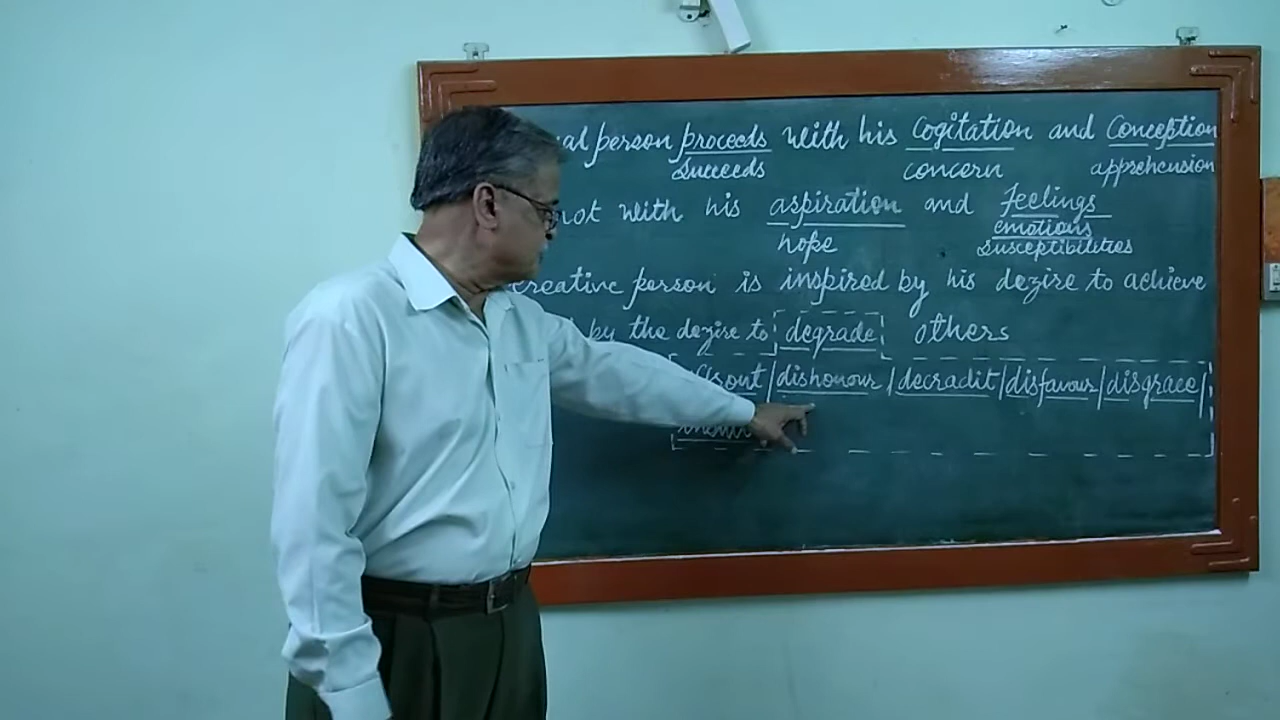 al person proceeds with his Cogitation and Conception
Succeeds concern apprehension
not with his aspiration and Feelings
emotions
hope susceptibilities
creative person is inspired by his dezire to achieve
by the dezire to degrade others
dishonour / decradit / disfavour / disgrace /